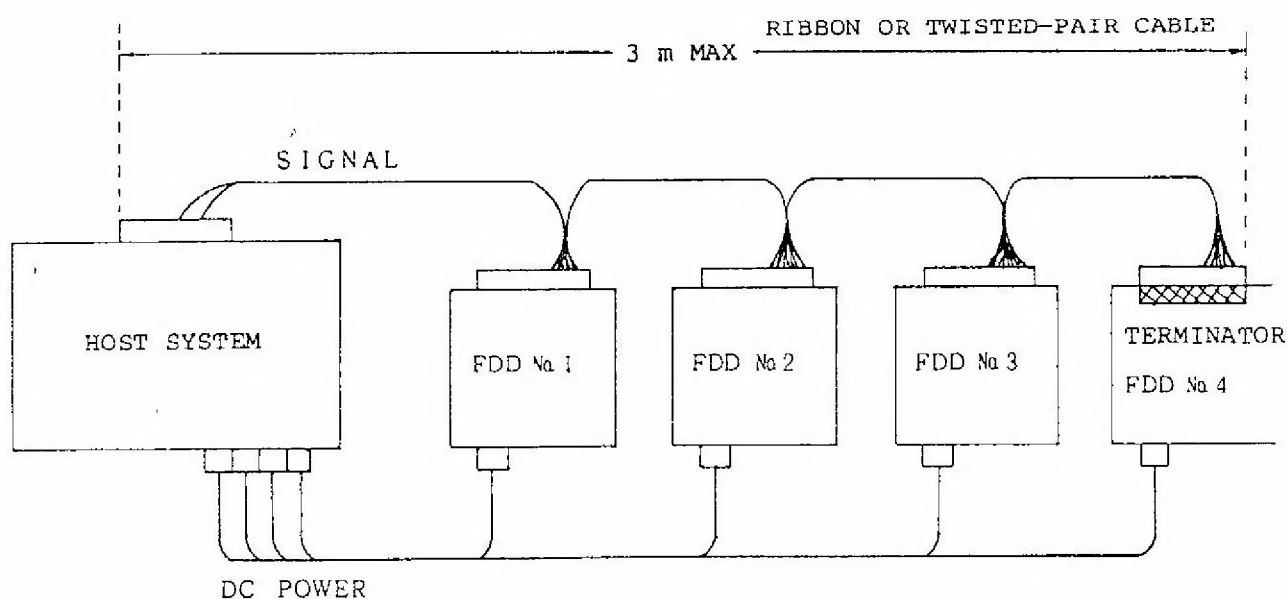 RIBBON OR TWISTED-PAIR CABLE
3 m MAX
SIGNAL
HOST SYSTEM
FDD № 1
FDD № 2
FDD № 3
TERMINATOR
FDD № 4
DC POWER